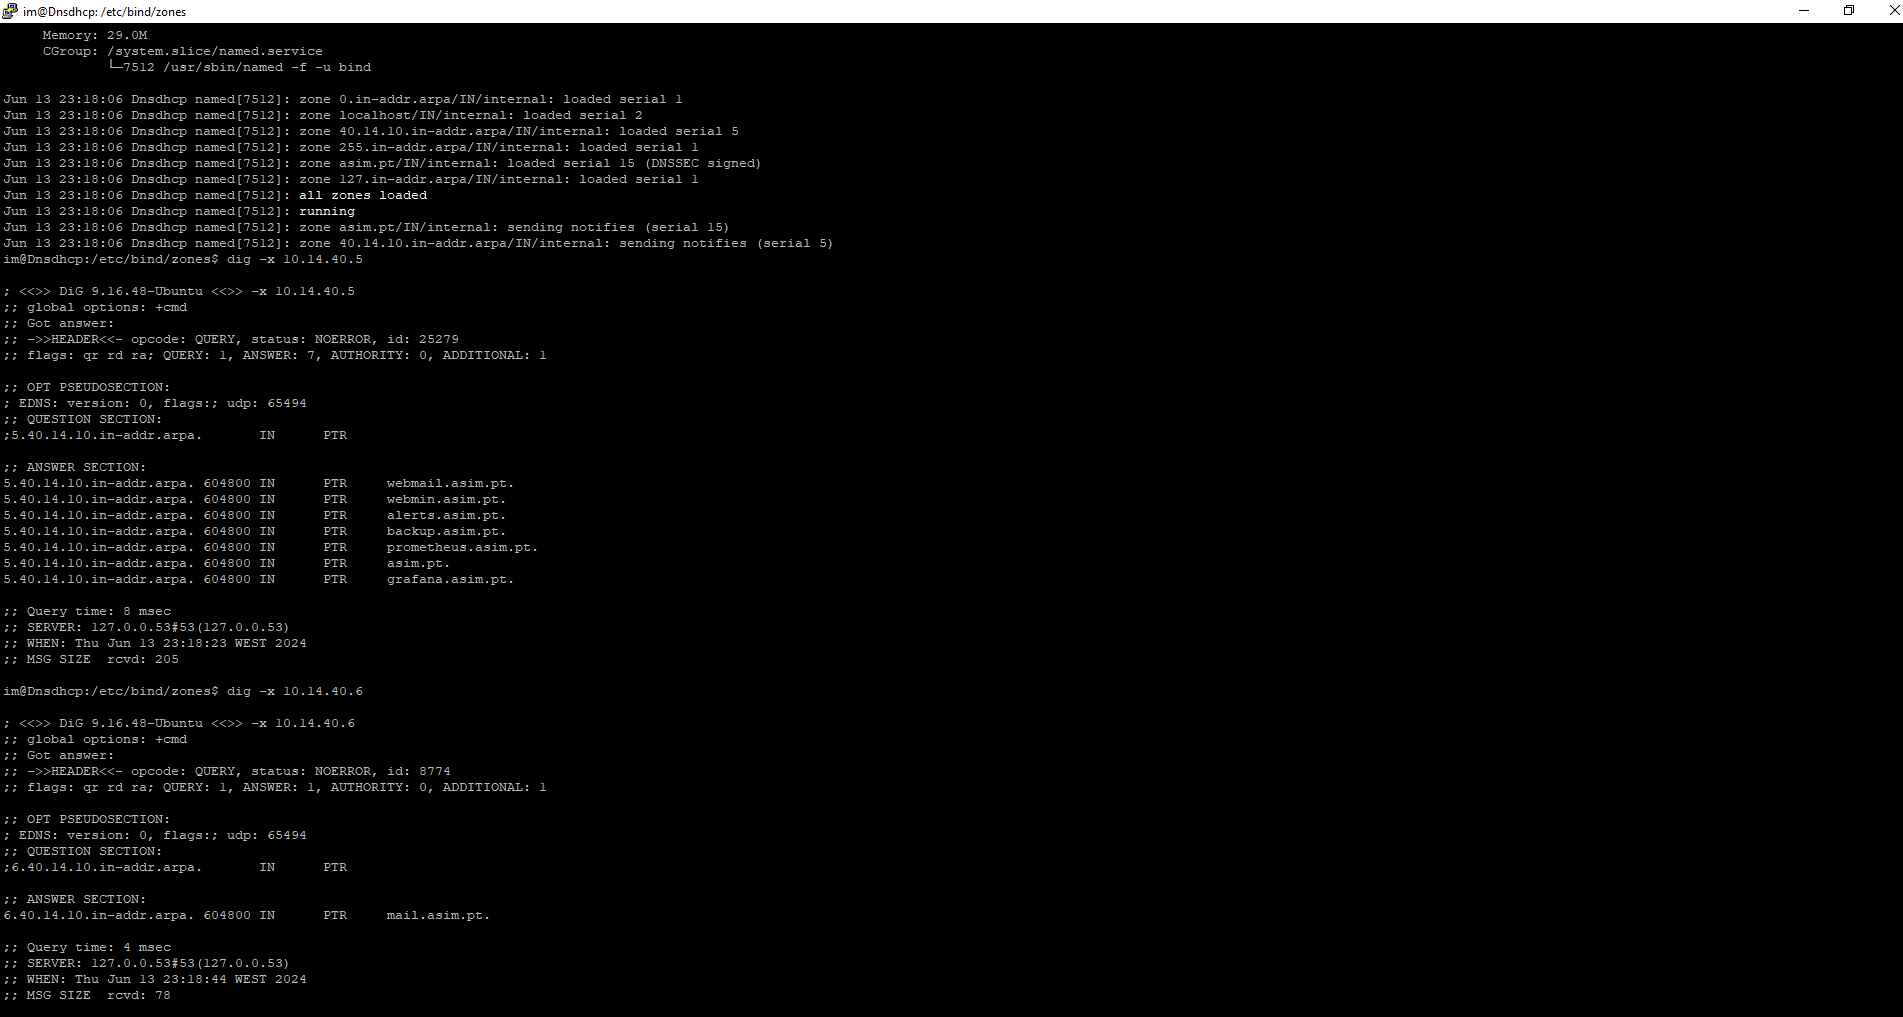 im@Dnsdhcp: /etc/bind/zones
Memory: 29.0M
CGroup: /system.slice/named.service
└─7512 /usr/sbin/named -f -u bind
Jun 13 23:18:06 Dnsdhcp named[7512]: zone 0.in-addr.arpa/IN/internal: loaded serial 1
Jun 13 23:18:06 Dnsdhcp named[7512]: zone localhost/IN/internal: loaded serial 2
Jun 13 23:18:06 Dnsdhcp named[7512]: zone 40.14.10.in-addr.arpa/IN/internal: loaded serial 5
Jun 13 23:18:06 Dnsdhcp named[7512]: zone 255.in-addr.arpa/IN/internal: loaded serial 1
Jun 13 23:18:06 Dnsdhcp named[7512]: zone asim.pt/IN/internal: loaded serial 15 (DNSSEC signed)
Jun 13 23:18:06 Dnsdhcp named[7512]: zone 127.in-addr.arpa/IN/internal: loaded serial 1
Jun 13 23:18:06 Dnsdhcp named[7512]: all zones loaded
Jun 13 23:18:06 Dnsdhcp named[7512]: running
Jun 13 23:18:06 Dnsdhcp named[7512]: zone asim.pt/IN/internal: sending notifies (serial 15)
Jun 13 23:18:06 Dnsdhcp named[7512]: zone 40.14.10.in-addr.arpa/IN/internal: sending notifies (serial 5)
im@Dnsdhcp:/etc/bind/zones$ dig -x 10.14.40.5
; <<>> DiG 9.16.48-Ubuntu <<>> -x 10.14.40.5
;; global options: +cmd
;; Got answer:
;; ->>HEADER<<- opcode: QUERY, status: NOERROR, id: 25279
;; flags: qr rd ra; QUERY: 1, ANSWER: 7, AUTHORITY: 0, ADDITIONAL: 1
;; OPT PSEUDOSECTION:
; EDNS: version: 0, flags:; udp: 65494
;; QUESTION SECTION:
;5.40.14.10.in-addr.arpa. IN PTR
;; ANSWER SECTION:
5.40.14.10.in-addr.arpa. 604800 IN PTR webmail.asim.pt.
5.40.14.10.in-addr.arpa. 604800 IN PTR webmin.asim.pt.
5.40.14.10.in-addr.arpa. 604800 IN PTR alerts.asim.pt.
5.40.14.10.in-addr.arpa. 604800 IN PTR backup.asim.pt.
5.40.14.10.in-addr.arpa. 604800 IN PTR prometheus.asim.pt.
5.40.14.10.in-addr.arpa. 604800 IN PTR asim.pt.
5.40.14.10.in-addr.arpa. 604800 IN PTR grafana.asim.pt.
;; Query time: 8 msec
;; SERVER: 127.0.0.53#53(127.0.0.53)
;; WHEN: Thu Jun 13 23:18:23 WEST 2024
;; MSG SIZE  rcvd: 205
im@Dnsdhcp:/etc/bind/zones$ dig -x 10.14.40.6
; <<>> DiG 9.16.48-Ubuntu <<>> -x 10.14.40.6
;; global options: +cmd
;; Got answer:
;; ->>HEADER<<- opcode: QUERY, status: NOERROR, id: 8774
;; flags: qr rd ra; QUERY: 1, ANSWER: 1, AUTHORITY: 0, ADDITIONAL: 1
;; OPT PSEUDOSECTION:
; EDNS: version: 0, flags:; udp: 65494
;; QUESTION SECTION:
;6.40.14.10.in-addr.arpa. IN PTR
;; ANSWER SECTION:
6.40.14.10.in-addr.arpa. 604800 IN PTR mail.asim.pt.
;; Query time: 4 msec
;; SERVER: 127.0.0.53#53(127.0.0.53)
;; WHEN: Thu Jun 13 23:18:44 WEST 2024
;; MSG SIZE  rcvd: 78